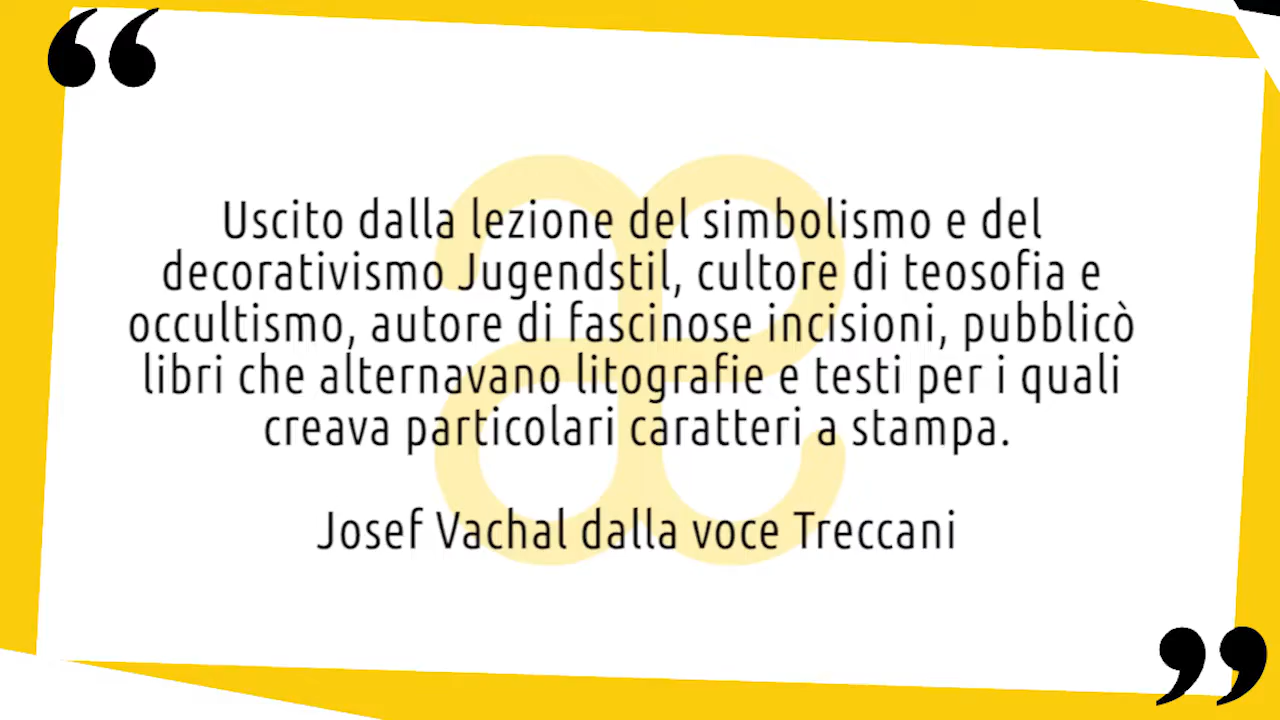 Uscito dalla lezione del simbolismo e del
decorativismo Jugendstil, cultore di teosofia e
occultismo, autore di fascinose incisioni, pubblicò
libri che alternavano litografie e testi per i quali
creava particolari caratteri a stampa.
Josef Vachal dalla voce Treccani